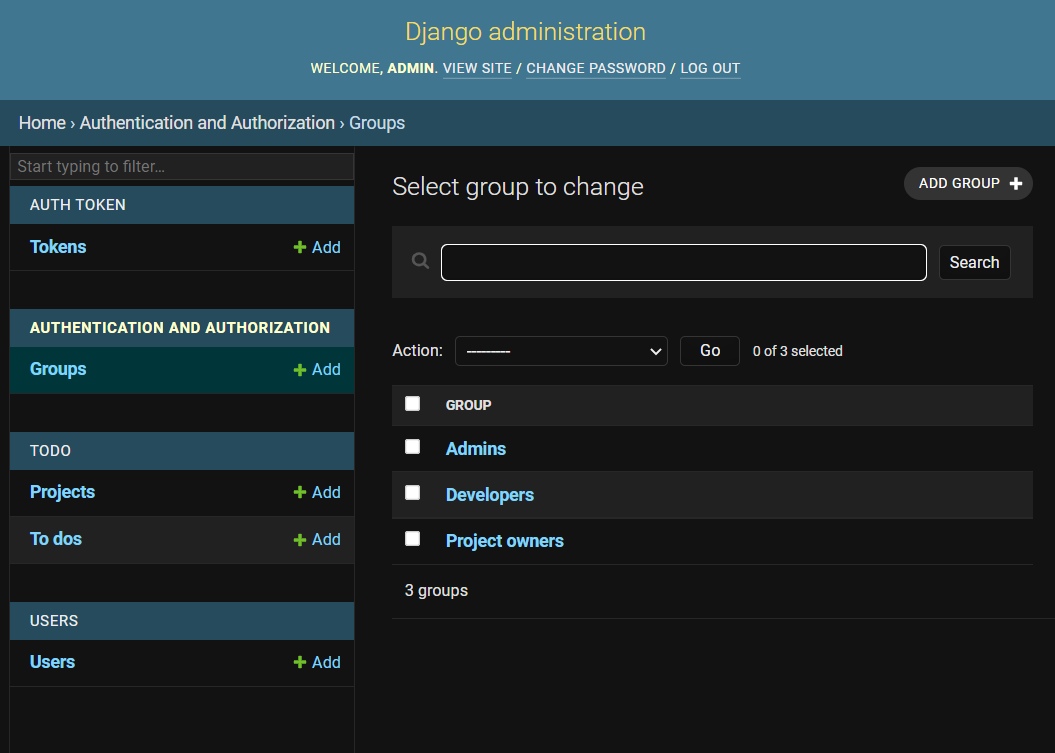 Django administration
WELCOME, ADMIN. VIEW SITE / CHANGE PASSWORD / LOG OUT
Home › Authentication and Authorization › Groups
Start typing to filter…
AUTH TOKEN
Tokens Add
AUTHENTICATION AND AUTHORIZATION
Groups Add
TODO
Projects Add
To dos Add
USERS
Users Add
Select group to change
ADD GROUP
Search
Action: --------- Go 0 of 3 selected
GROUP
Admins
Developers
Project owners
3 groups